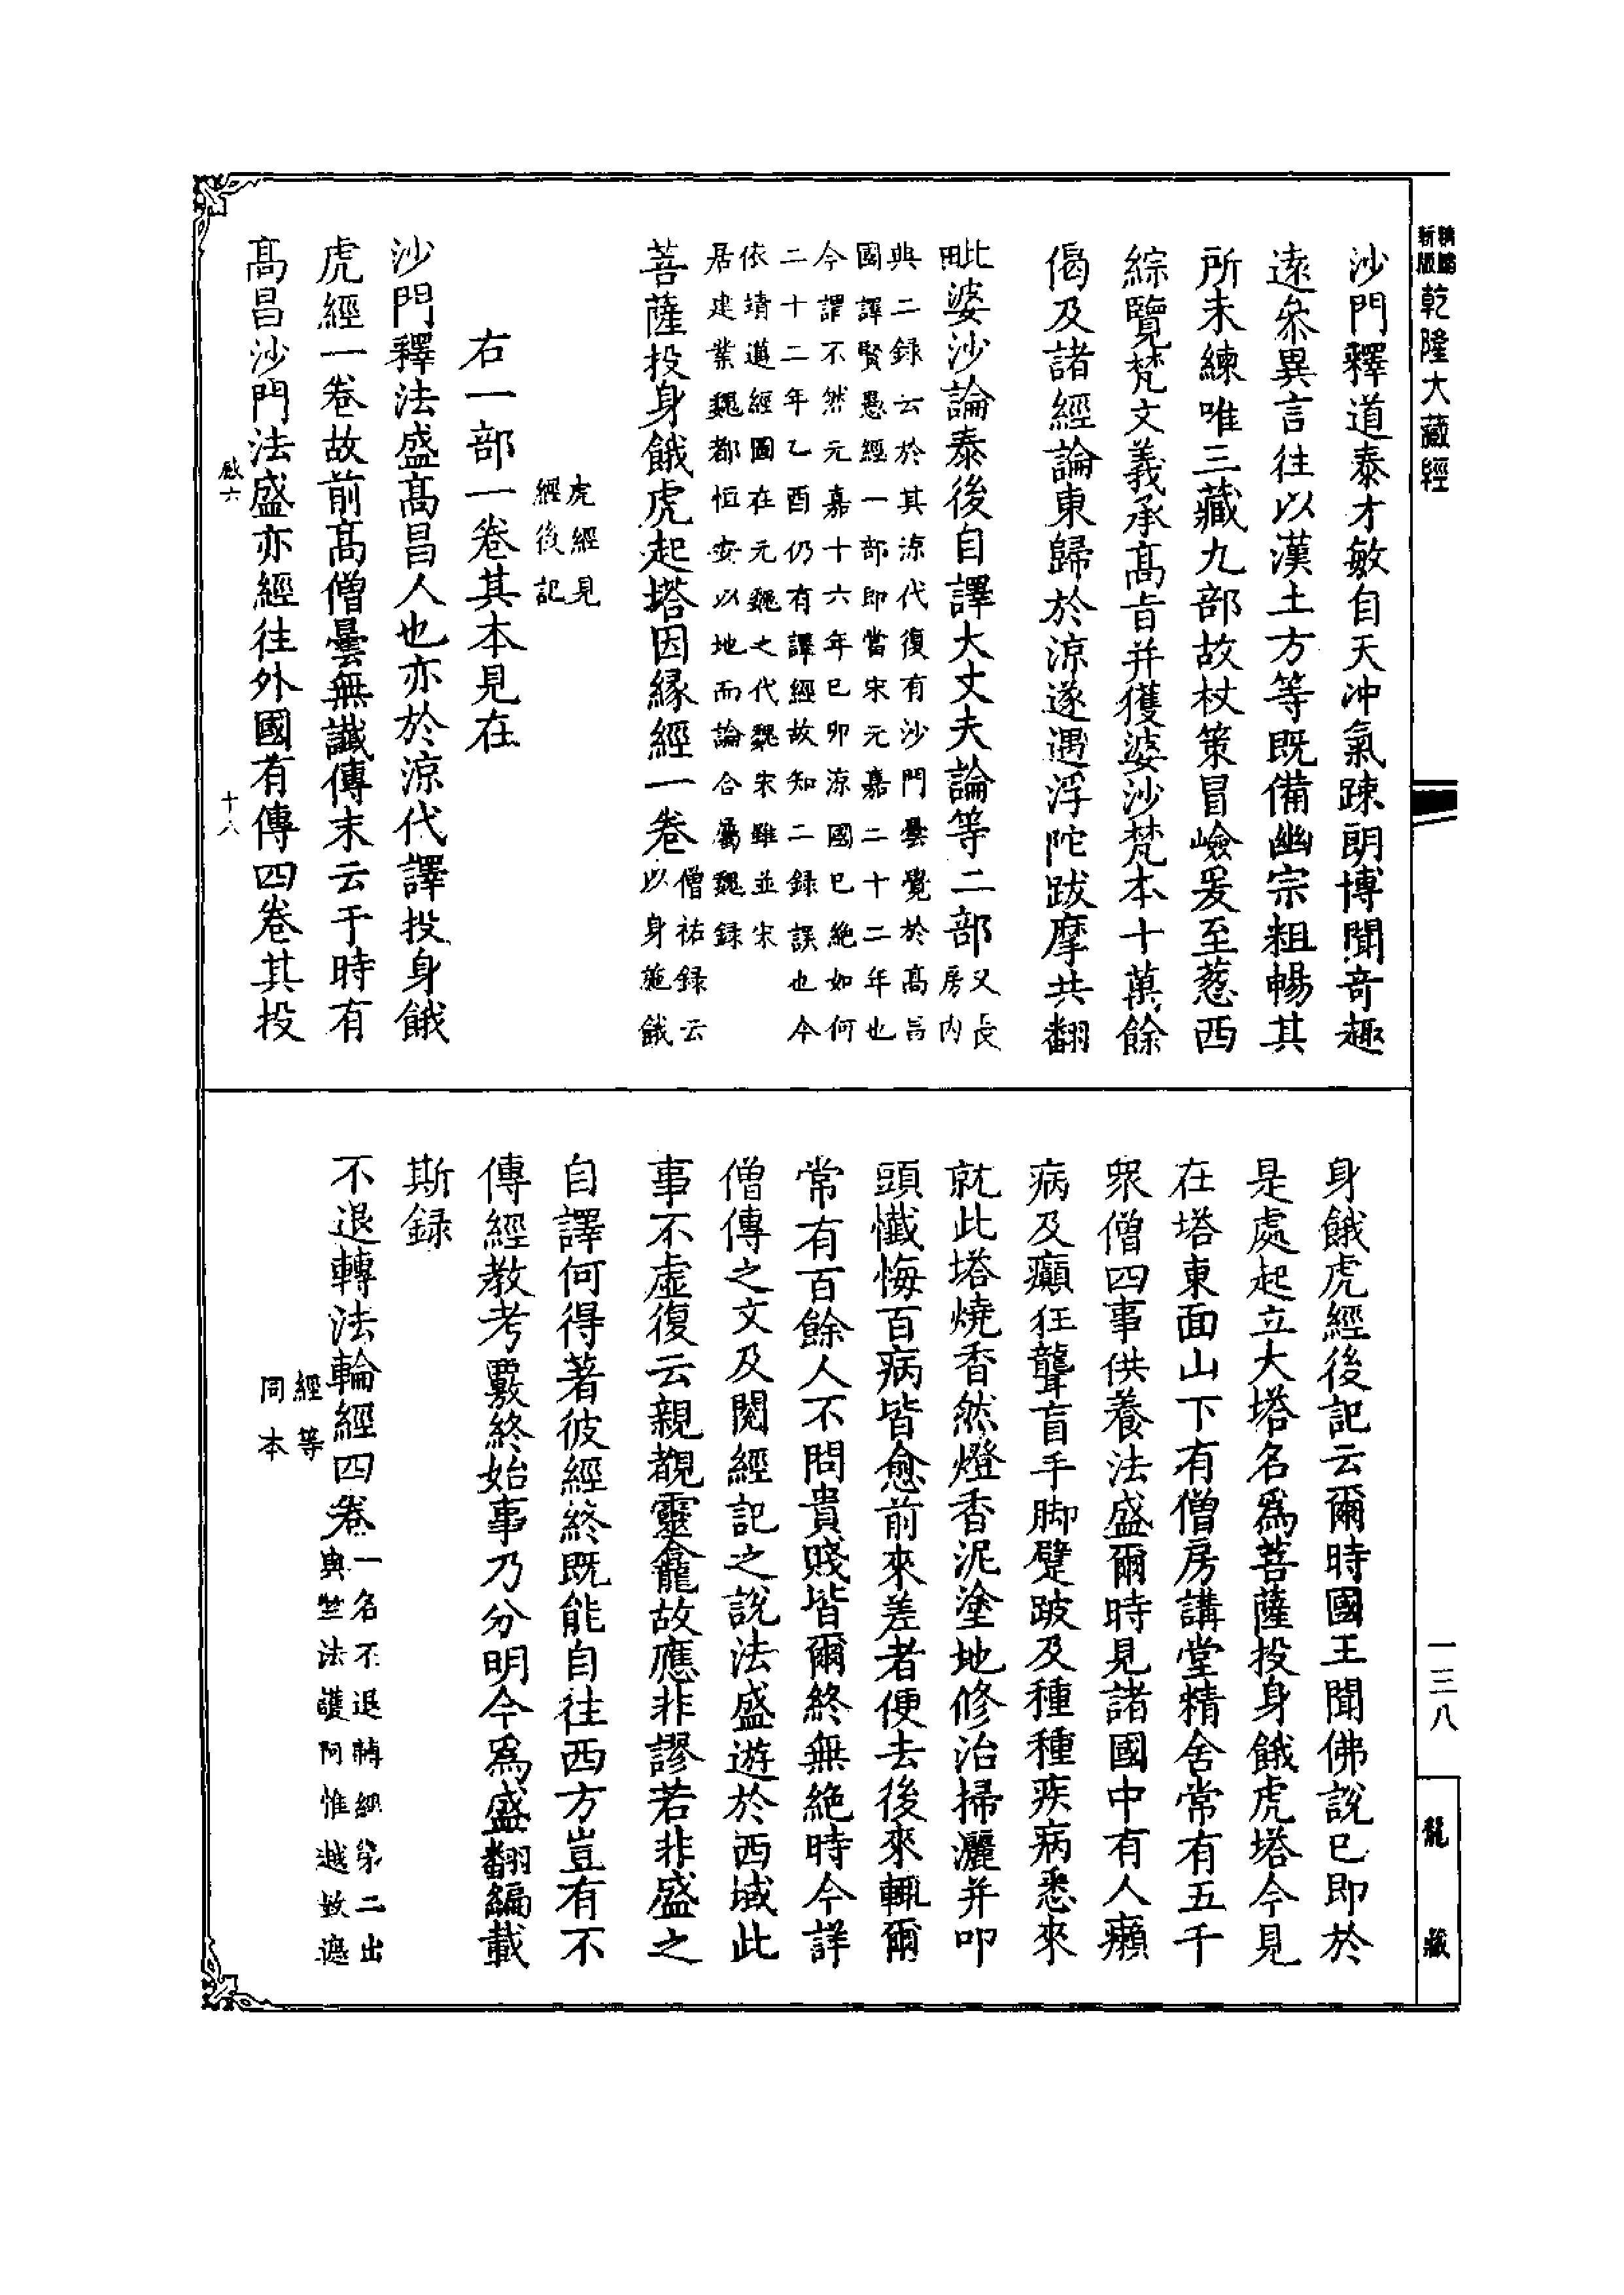 精縮新版
乾隆大藏經
沙門釋道泰才敏自天沖氣踈朗博聞竒趣
遠叅異言往以漢土方等既備幽宗粗暢其
所未練唯三藏九部故杖策冒嶮爰至葱西
綜覽梵文義承髙㫖并獲婆沙梵本十萬餘
偈及諸經論東歸於涼遂遇浮陀跋摩共翻
毗婆沙論泰後自譯大丈夫論等二部又長
房内
典二録云於其涼代復有沙門曇覺於髙昌
國譯賢愚經一部即當宋元嘉二十二年也
今謂不然元嘉十六年己卯涼國已絶如何
二十二年乙酉仍有譯經故知二録誤也今
依靖邁經圖在元魏之代魏宋雖並宋
居建業魏都恒安以地而論合屬魏録
菩薩投身餓虎起塔因縁經一卷僧祐録云
以身施餓
虎經見
經後記
右一部一卷其本見在
沙門釋法盛髙昌人也亦於涼代譯投身餓
虎經一卷故前髙僧曇無讖傳末云于時有
髙昌沙門法盛亦經往外國有傳四卷其投
啟六
十八
身餓虎經後記云爾時國王聞佛說已即於
是處起立大塔名爲菩薩投身餓虎塔今見
在塔東面山下有僧房講堂精舍常有五千
衆僧四事供養法盛爾時見諸國中有人癩
病及癲狂聾盲手脚躄跛及種種疾病悉來
就此塔燒香然燈香泥塗地修治掃灑并叩
頭懺悔百病皆愈前來差者便去後來輒爾
常有百餘人不問貴賤皆爾終無絶時今詳
僧傳之文及閱經記之說法盛遊於西域此
事不虛復云親覩靈龕故應非謬若非盛之
自譯何得著彼經終既能自往西方豈有不
傳經教考覈終始事乃分明今爲盛翻編載
斯録
不退轉法輪經四卷一名不退轉經第二出
與竺法護阿惟越致遮
經等
同本
一三八
龍藏